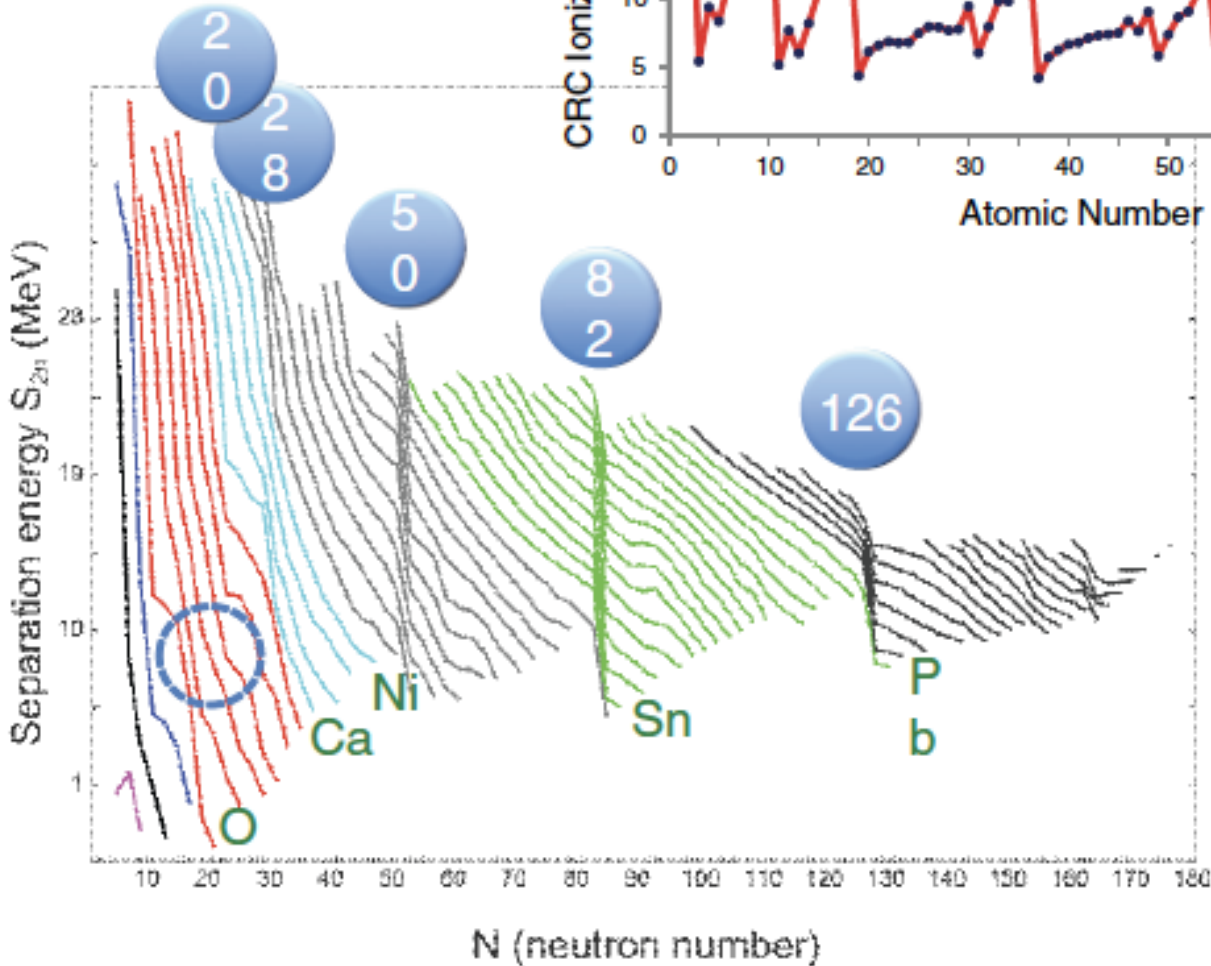 2
0
2
8
5
0
8
2
126
CRC Ioniz
10
5
0
0 10 20 30 40 50
Atomic Number
Separation energy S2n (MeV)
28
19
10
1
O
Ca
Ni
Sn
P
b
10 20 30 40 50 60 70 80 90 100 110 120 130 140 150 160 170 180
N (neutron number)